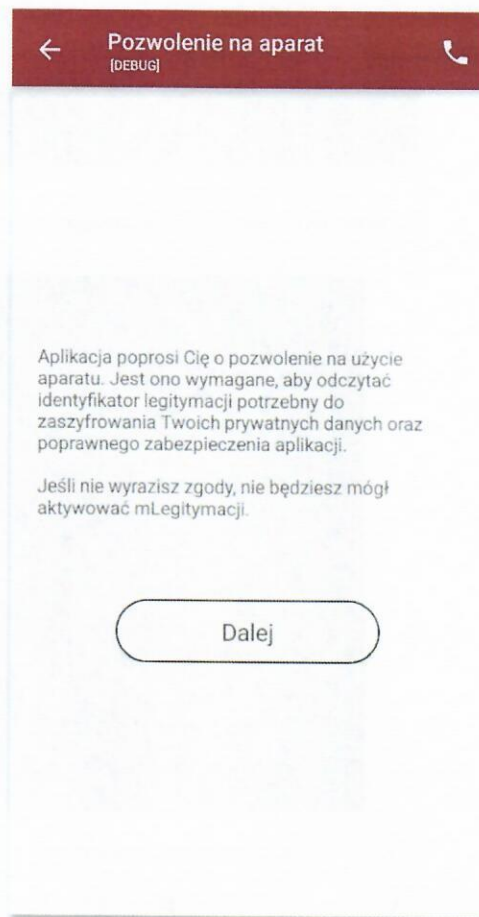 Pozwolenie na aparat
[DEBUG]
Aplikacja poprosi Cię o pozwolenie na użycie
aparatu. Jest ono wymagane, aby odczytać
identyfikator legitymacji potrzebny do
zaszyfrowania Twoich prywatnych danych oraz
poprawnego zabezpieczenia aplikacji.
Jeśli nie wyrazisz zgody, nie będziesz mógł
aktywować mLegitymacji.
Dalej